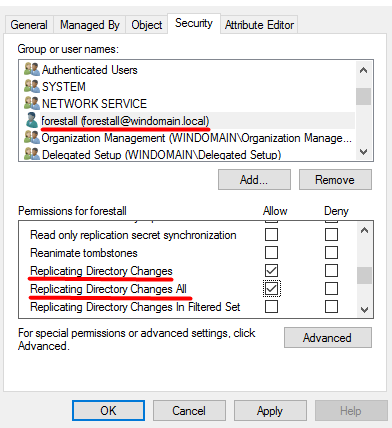 General Managed By Object Security Attribute Editor
Group or user names:
Authenticated Users
SYSTEM
NETWORK SERVICE
forestall (forestall@windomain.local)
Organization Management (WINDOMAIN\Organization Manage...
Delegated Setup (WINDOMAIN\Delegated Setup)
Add... Remove
Permissions for forestall Allow Deny
Read only replication secret synchronization
Reanimate tombstones
Replicating Directory Changes
Replicating Directory Changes All
Replicating Directory Changes In Filtered Set
For special permissions or advanced settings, click
Advanced.
Advanced
OK Cancel Apply Help